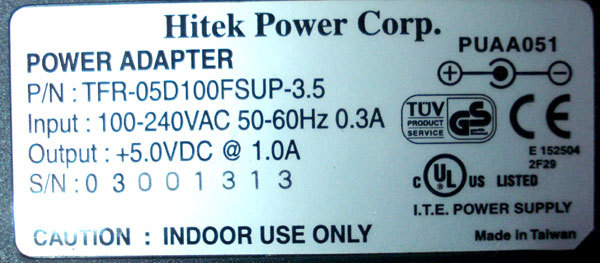 Hitek Power Corp.
POWER ADAPTER
PUAA051
P/N : TFR-05D100FSUP-3.5
+ −
Input : 100-240VAC 50-60Hz 0.3A
TÜV
PRODUCT SERVICE
GS
CE
Output : +5.0VDC @ 1.0A
E 152504
2F29
S/N : 0 3 0 0 1 3 1 3
C UL US LISTED
I.T.E. POWER SUPPLY
CAUTION : INDOOR USE ONLY
Made in Taiwan